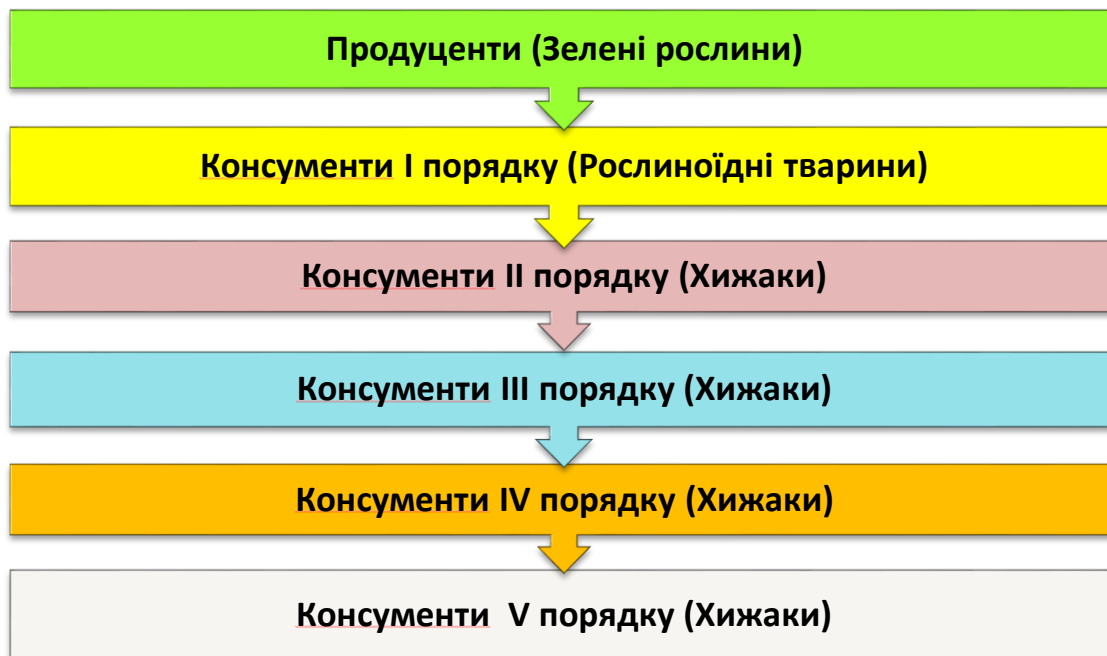 Продуценти (Зелені рослини)
Консументи І порядку (Рослиноїдні тварини)
Консументи ІІ порядку (Хижаки)
Консументи ІІІ порядку (Хижаки)
Консументи IV порядку (Хижаки)
Консументи V порядку (Хижаки)